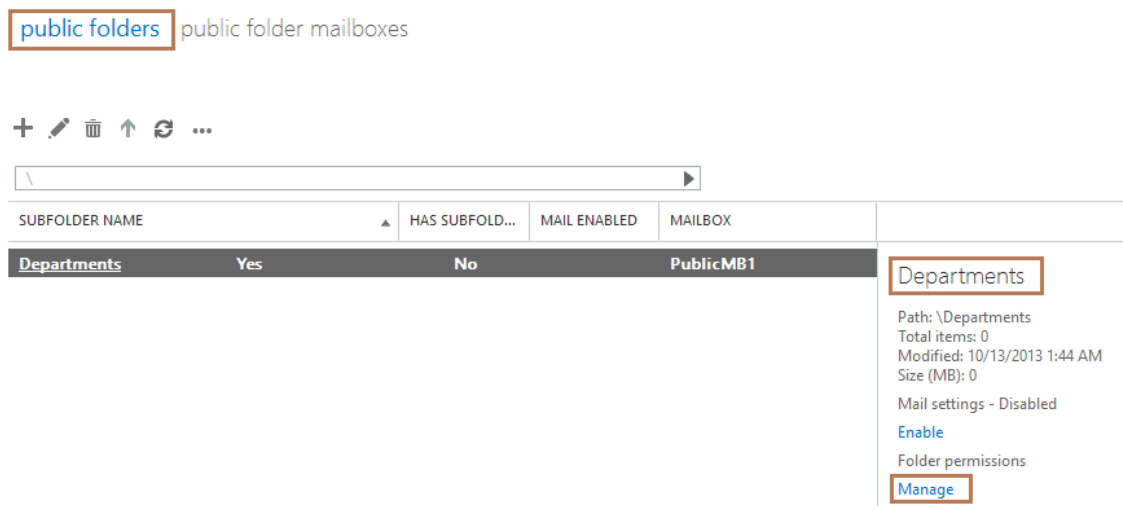 public folders public folder mailboxes
\
SUBFOLDER NAME HAS SUBFOLD... MAIL ENABLED MAILBOX
Departments Yes No PublicMB1
Departments
Path: \Departments
Total items: 0
Modified: 10/13/2013 1:44 AM
Size (MB): 0
Mail settings - Disabled
Enable
Folder permissions
Manage